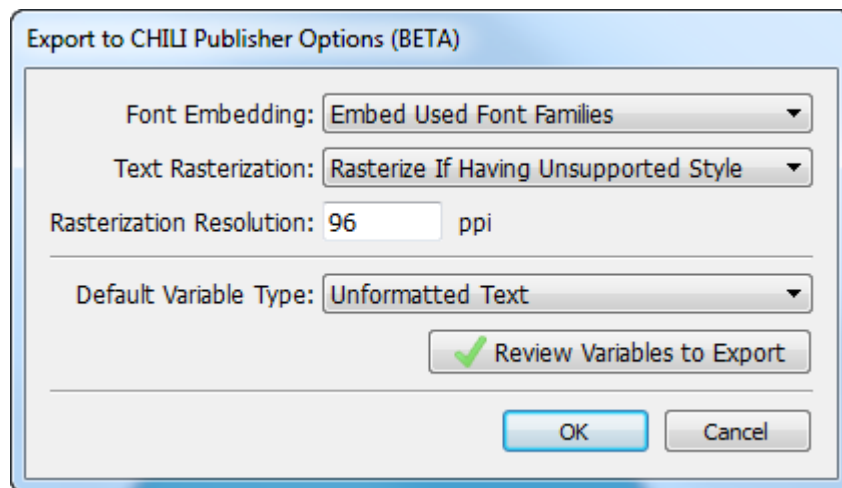 Export to CHILI Publisher Options (BETA)
Font Embedding: Embed Used Font Families
Text Rasterization: Rasterize If Having Unsupported Style
Rasterization Resolution: 96 ppi
Default Variable Type: Unformatted Text
Review Variables to Export
OK Cancel